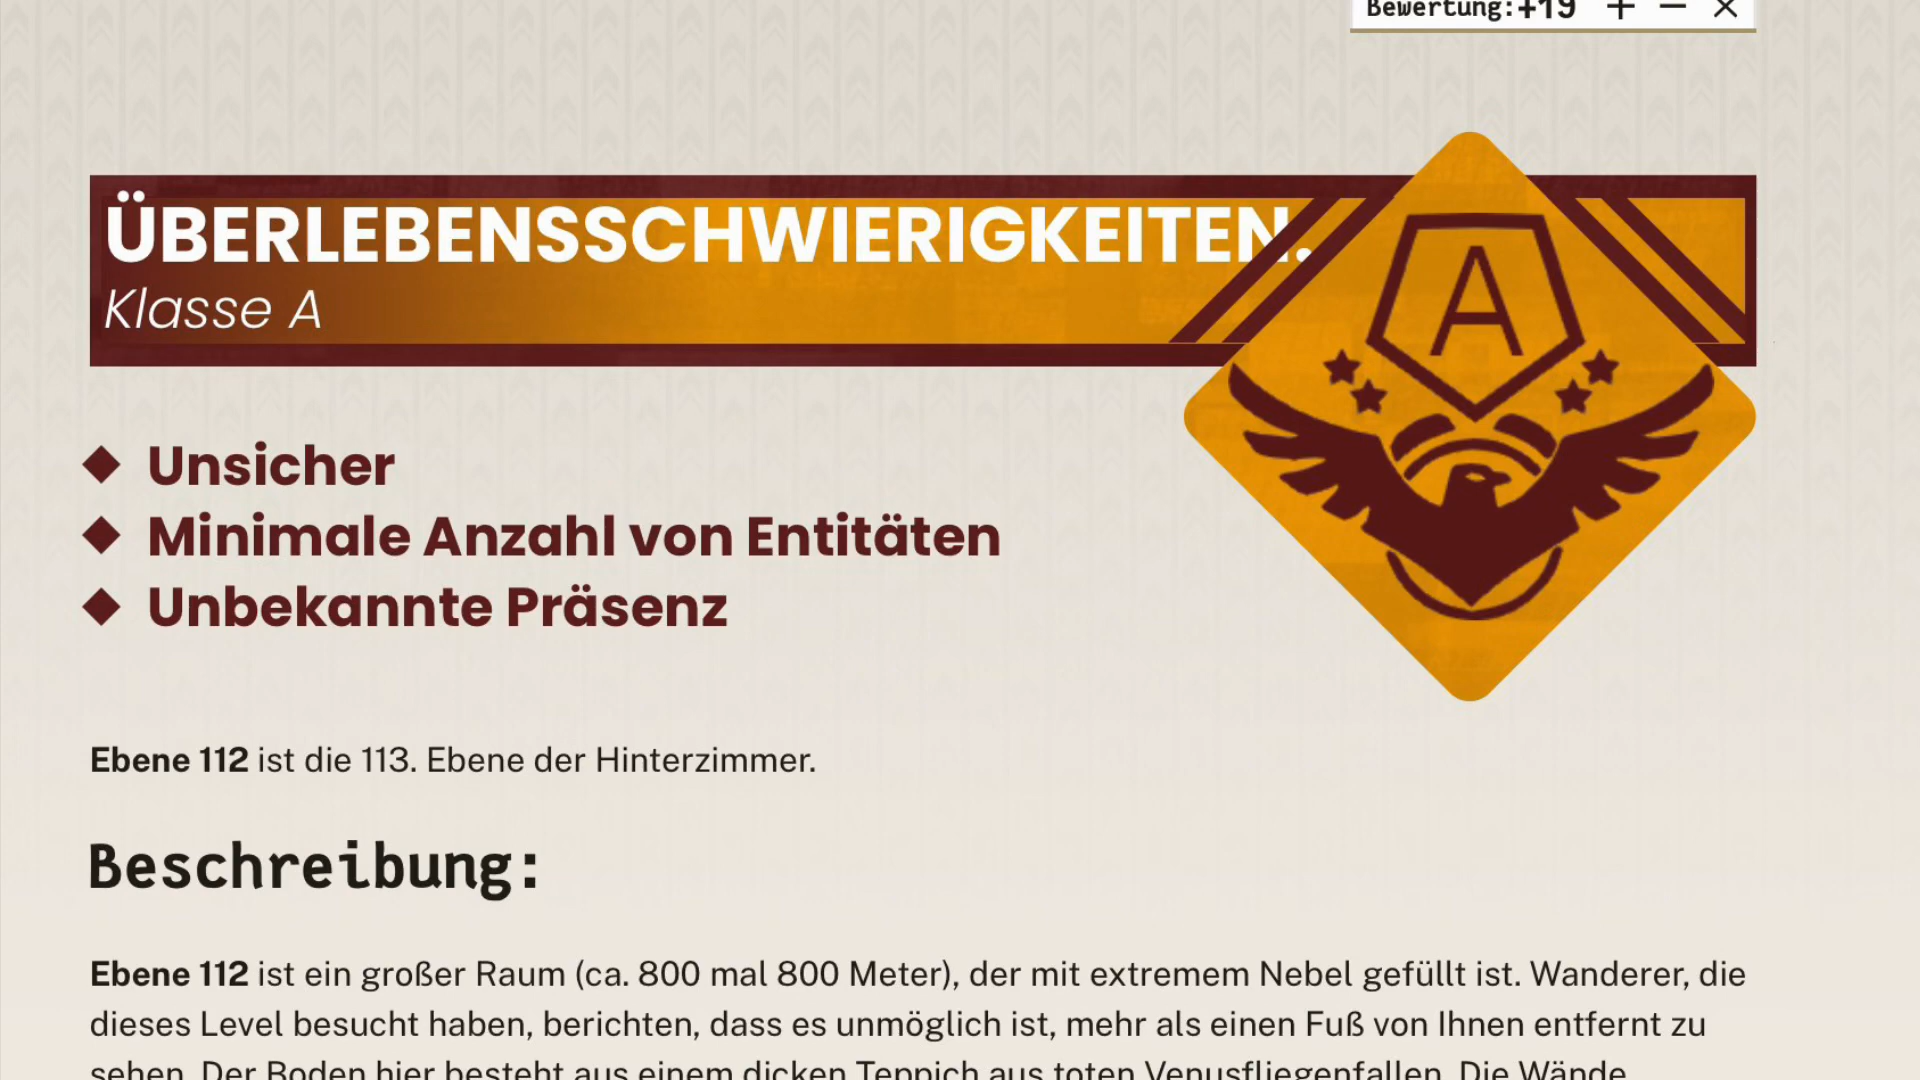 Bewertung:+19 + − ×
ÜBERLEBENSSCHWIERIGKEITEN.
Klasse A
A
Unsicher
Minimale Anzahl von Entitäten
Unbekannte Präsenz
Ebene 112 ist die 113. Ebene der Hinterzimmer.
Beschreibung:
Ebene 112 ist ein großer Raum (ca. 800 mal 800 Meter), der mit extremem Nebel gefüllt ist. Wanderer, die
dieses Level besucht haben, berichten, dass es unmöglich ist, mehr als einen Fuß von Ihnen entfernt zu
sehen. Der Boden hier besteht aus einem dicken Teppich aus toten Venusfliegenfallen. Die Wände